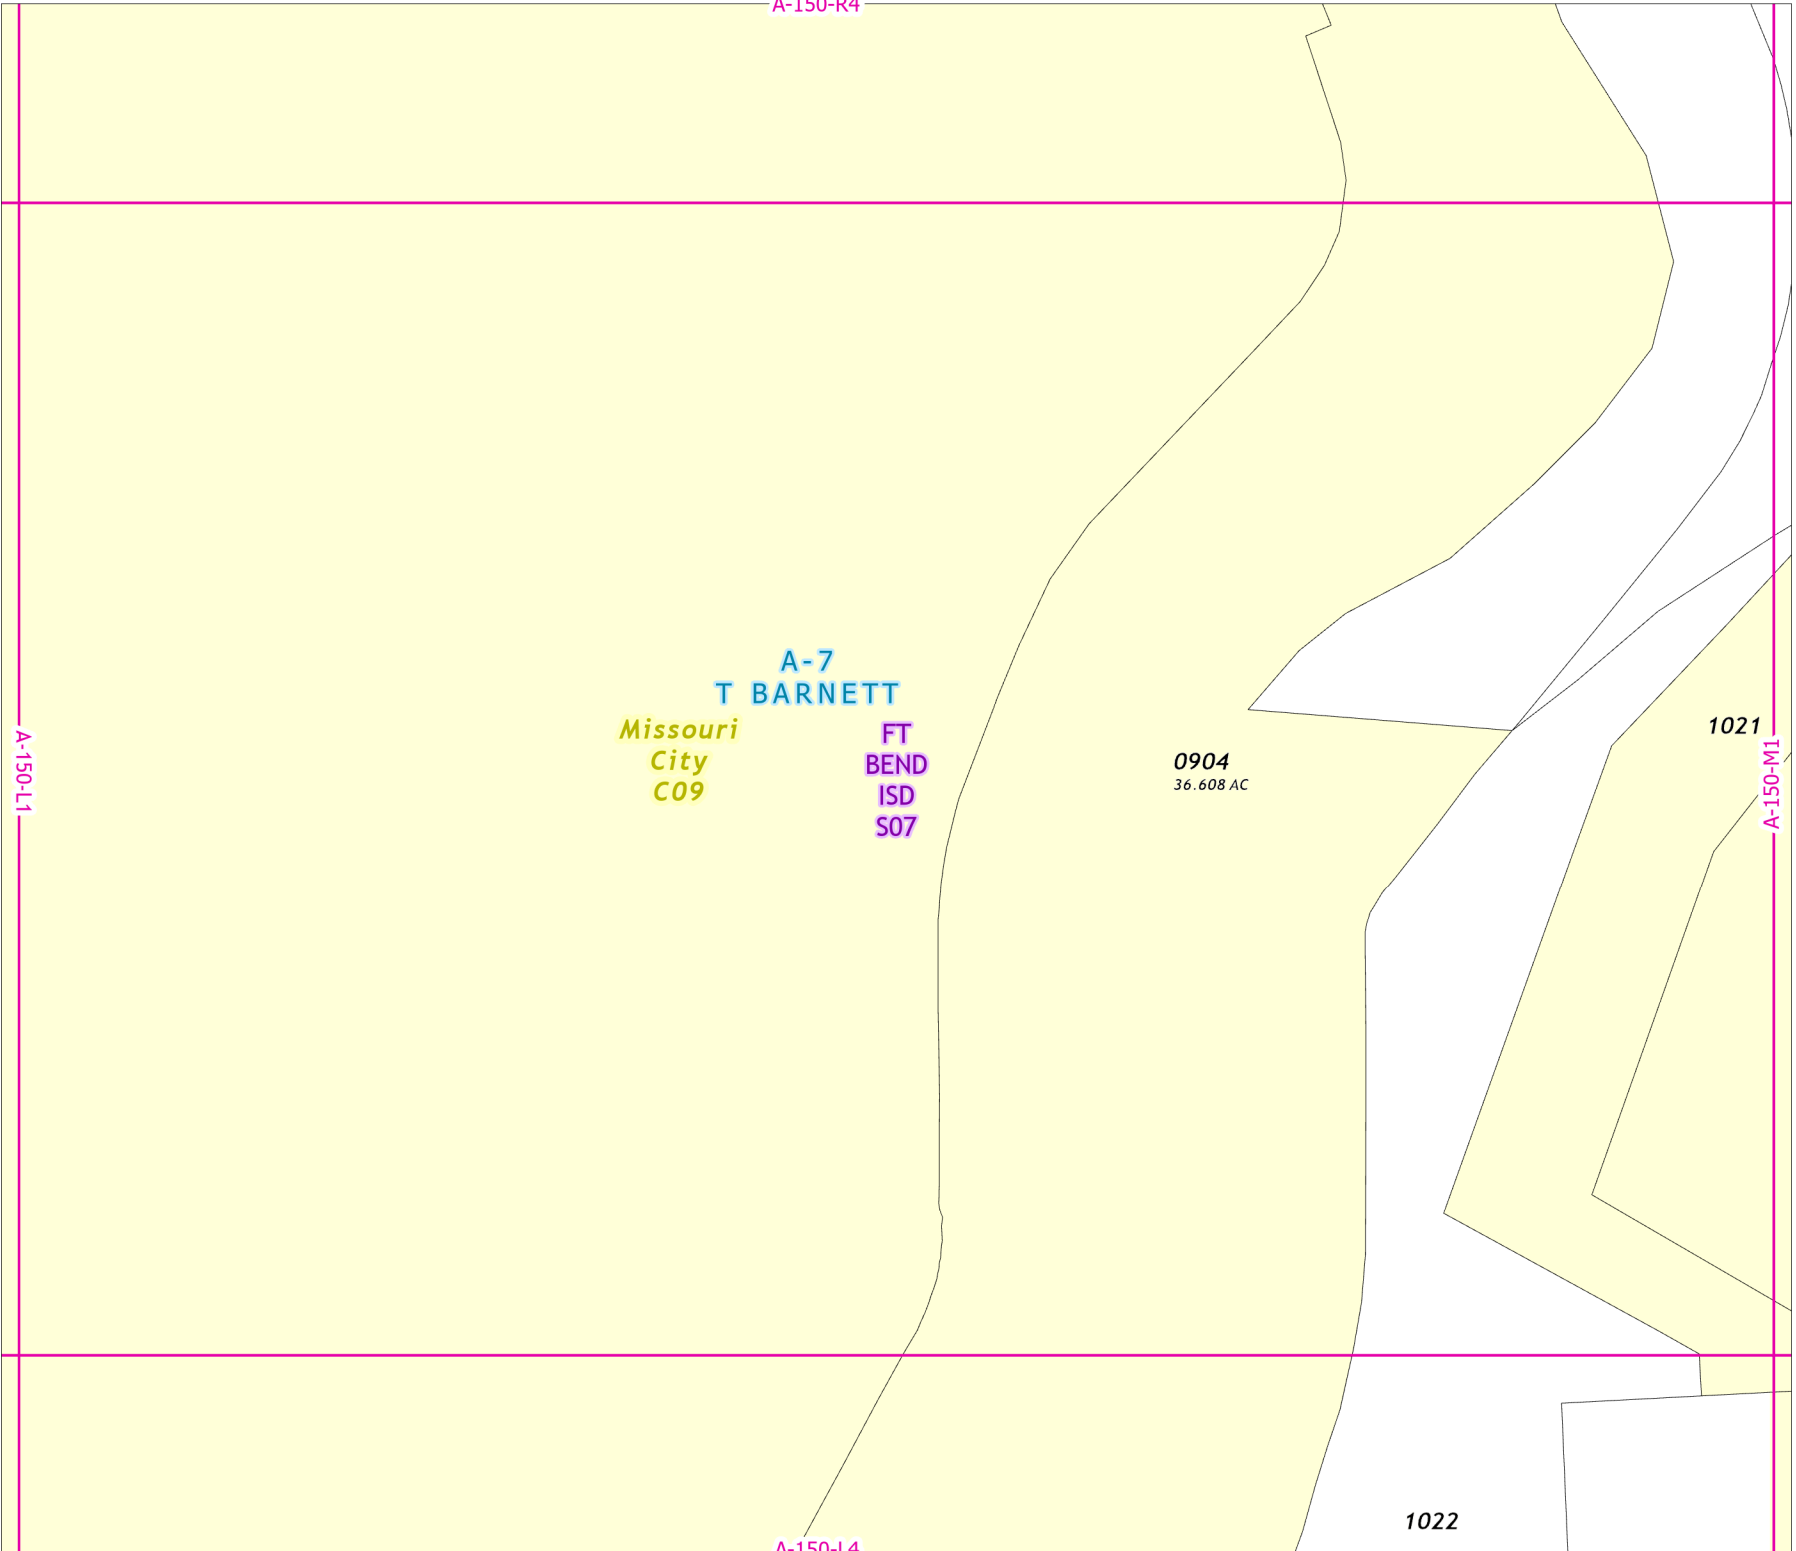 A-150-R4
A-7
T BARNETT
Missouri
City
C09
FT
BEND
ISD
S07
0904
36.608 AC
1021
A-150-L1
A-150-M1
1022
A-150-L4